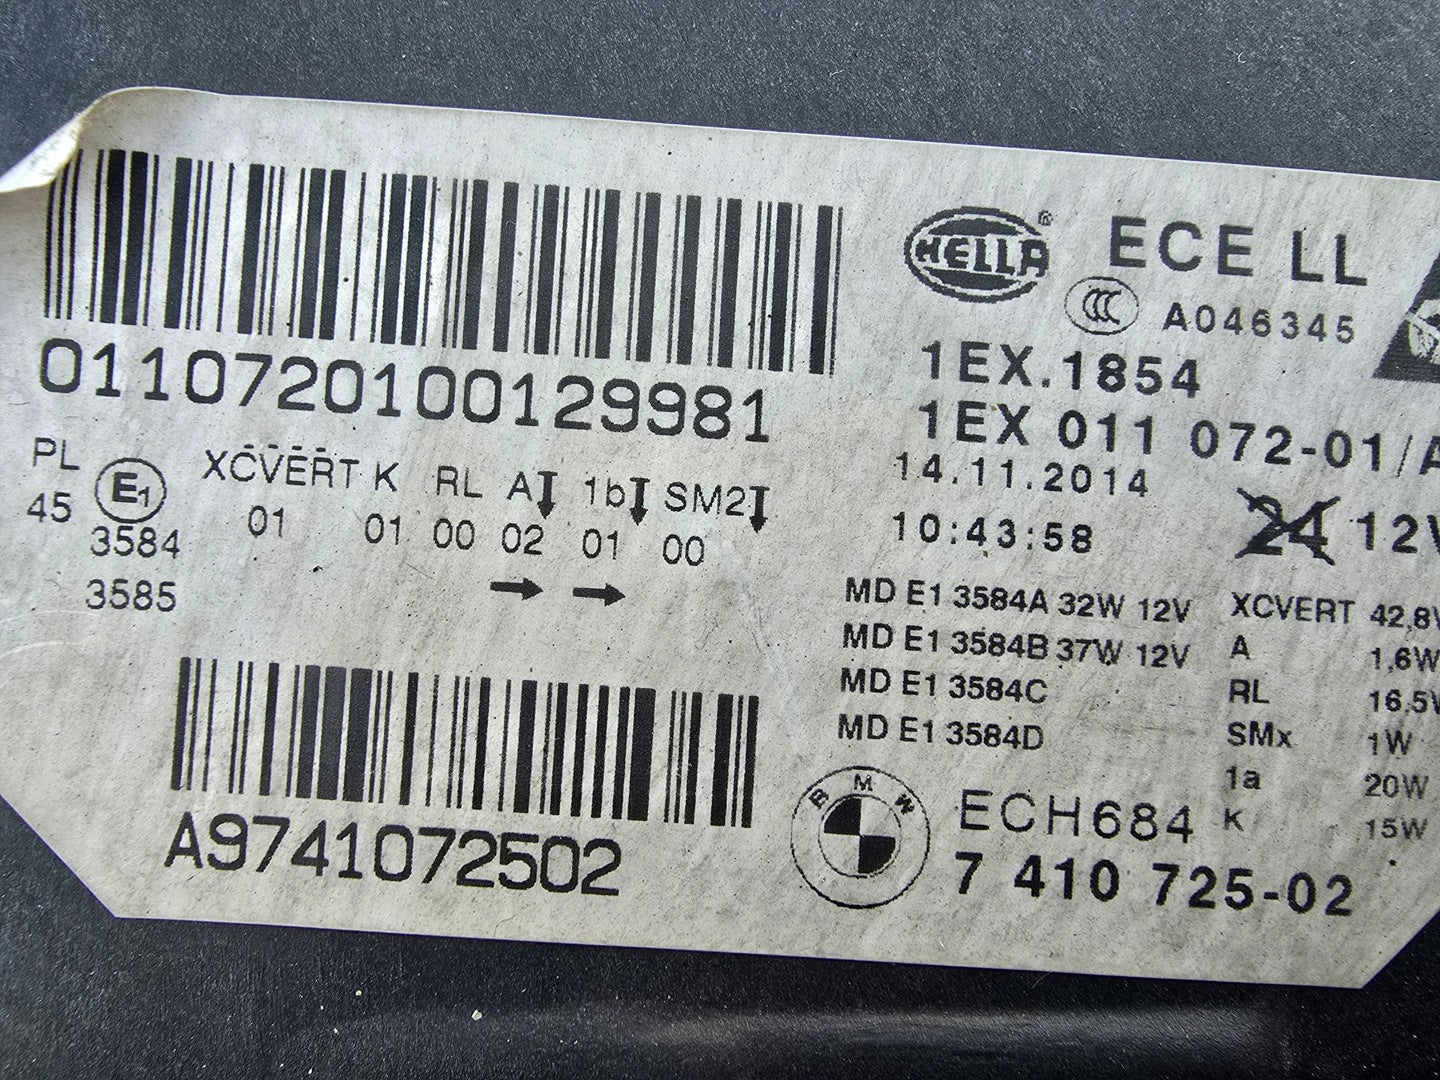 HELLA®
ECE LL
CCC
A046345
0110720100129981
1EX.1854
1EX 011 072-01/A
14.11.2014
10:43:58
24 12V
PL
45
E1
3584
3585
XCVERT K RL A 1b SM2
01 01 00 02 01 00
MD E1 3584A 32W 12V
MD E1 3584B 37W 12V
MD E1 3584C
MD E1 3584D
XCVERT 42,8W
A 1,6W
RL 16,5W
SMx 1W
1a 20W
K 15W
A9741072502
BMW
ECH684
7 410 725-02